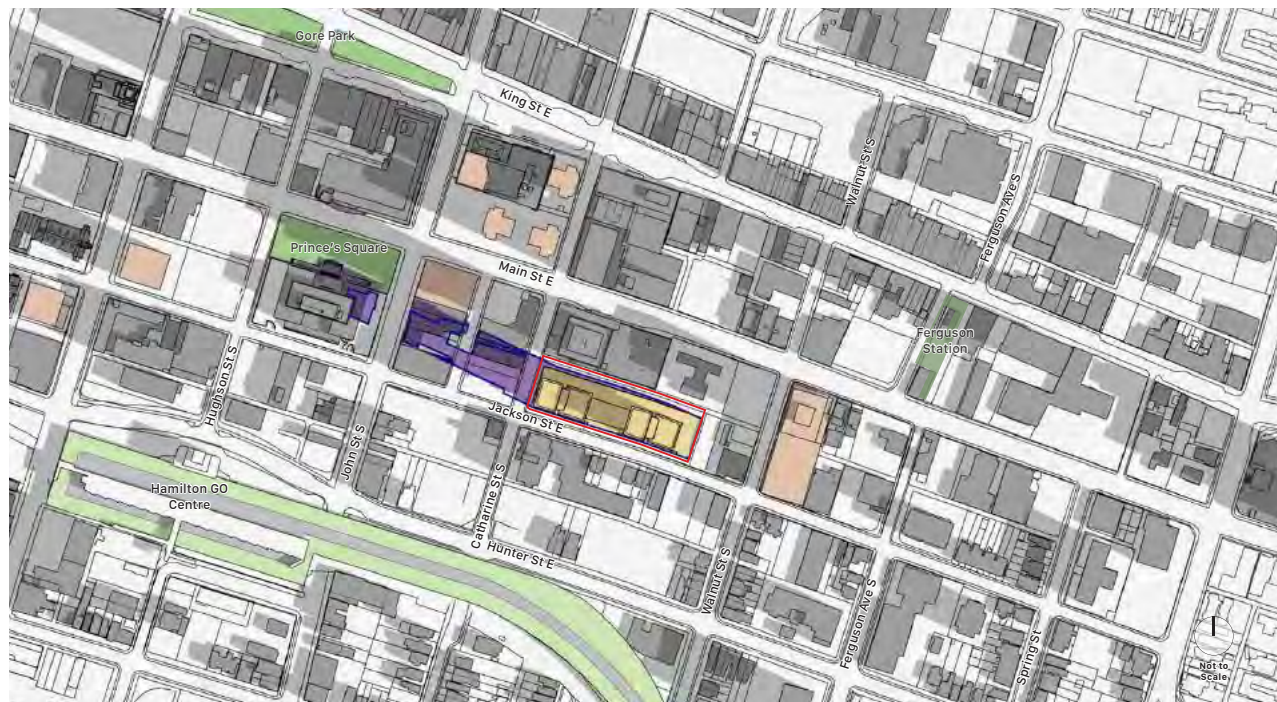 Gore Park
King St E
Walnut St S
Ferguson Ave S
Prince's Square
Main St E
Ferguson
Station
Hughson St S
John St S
Jackson St E
Catharine St S
Hamilton GO
Centre
Hunter St E
Walnut St S
Ferguson Ave S
Spring St
Not to
Scale